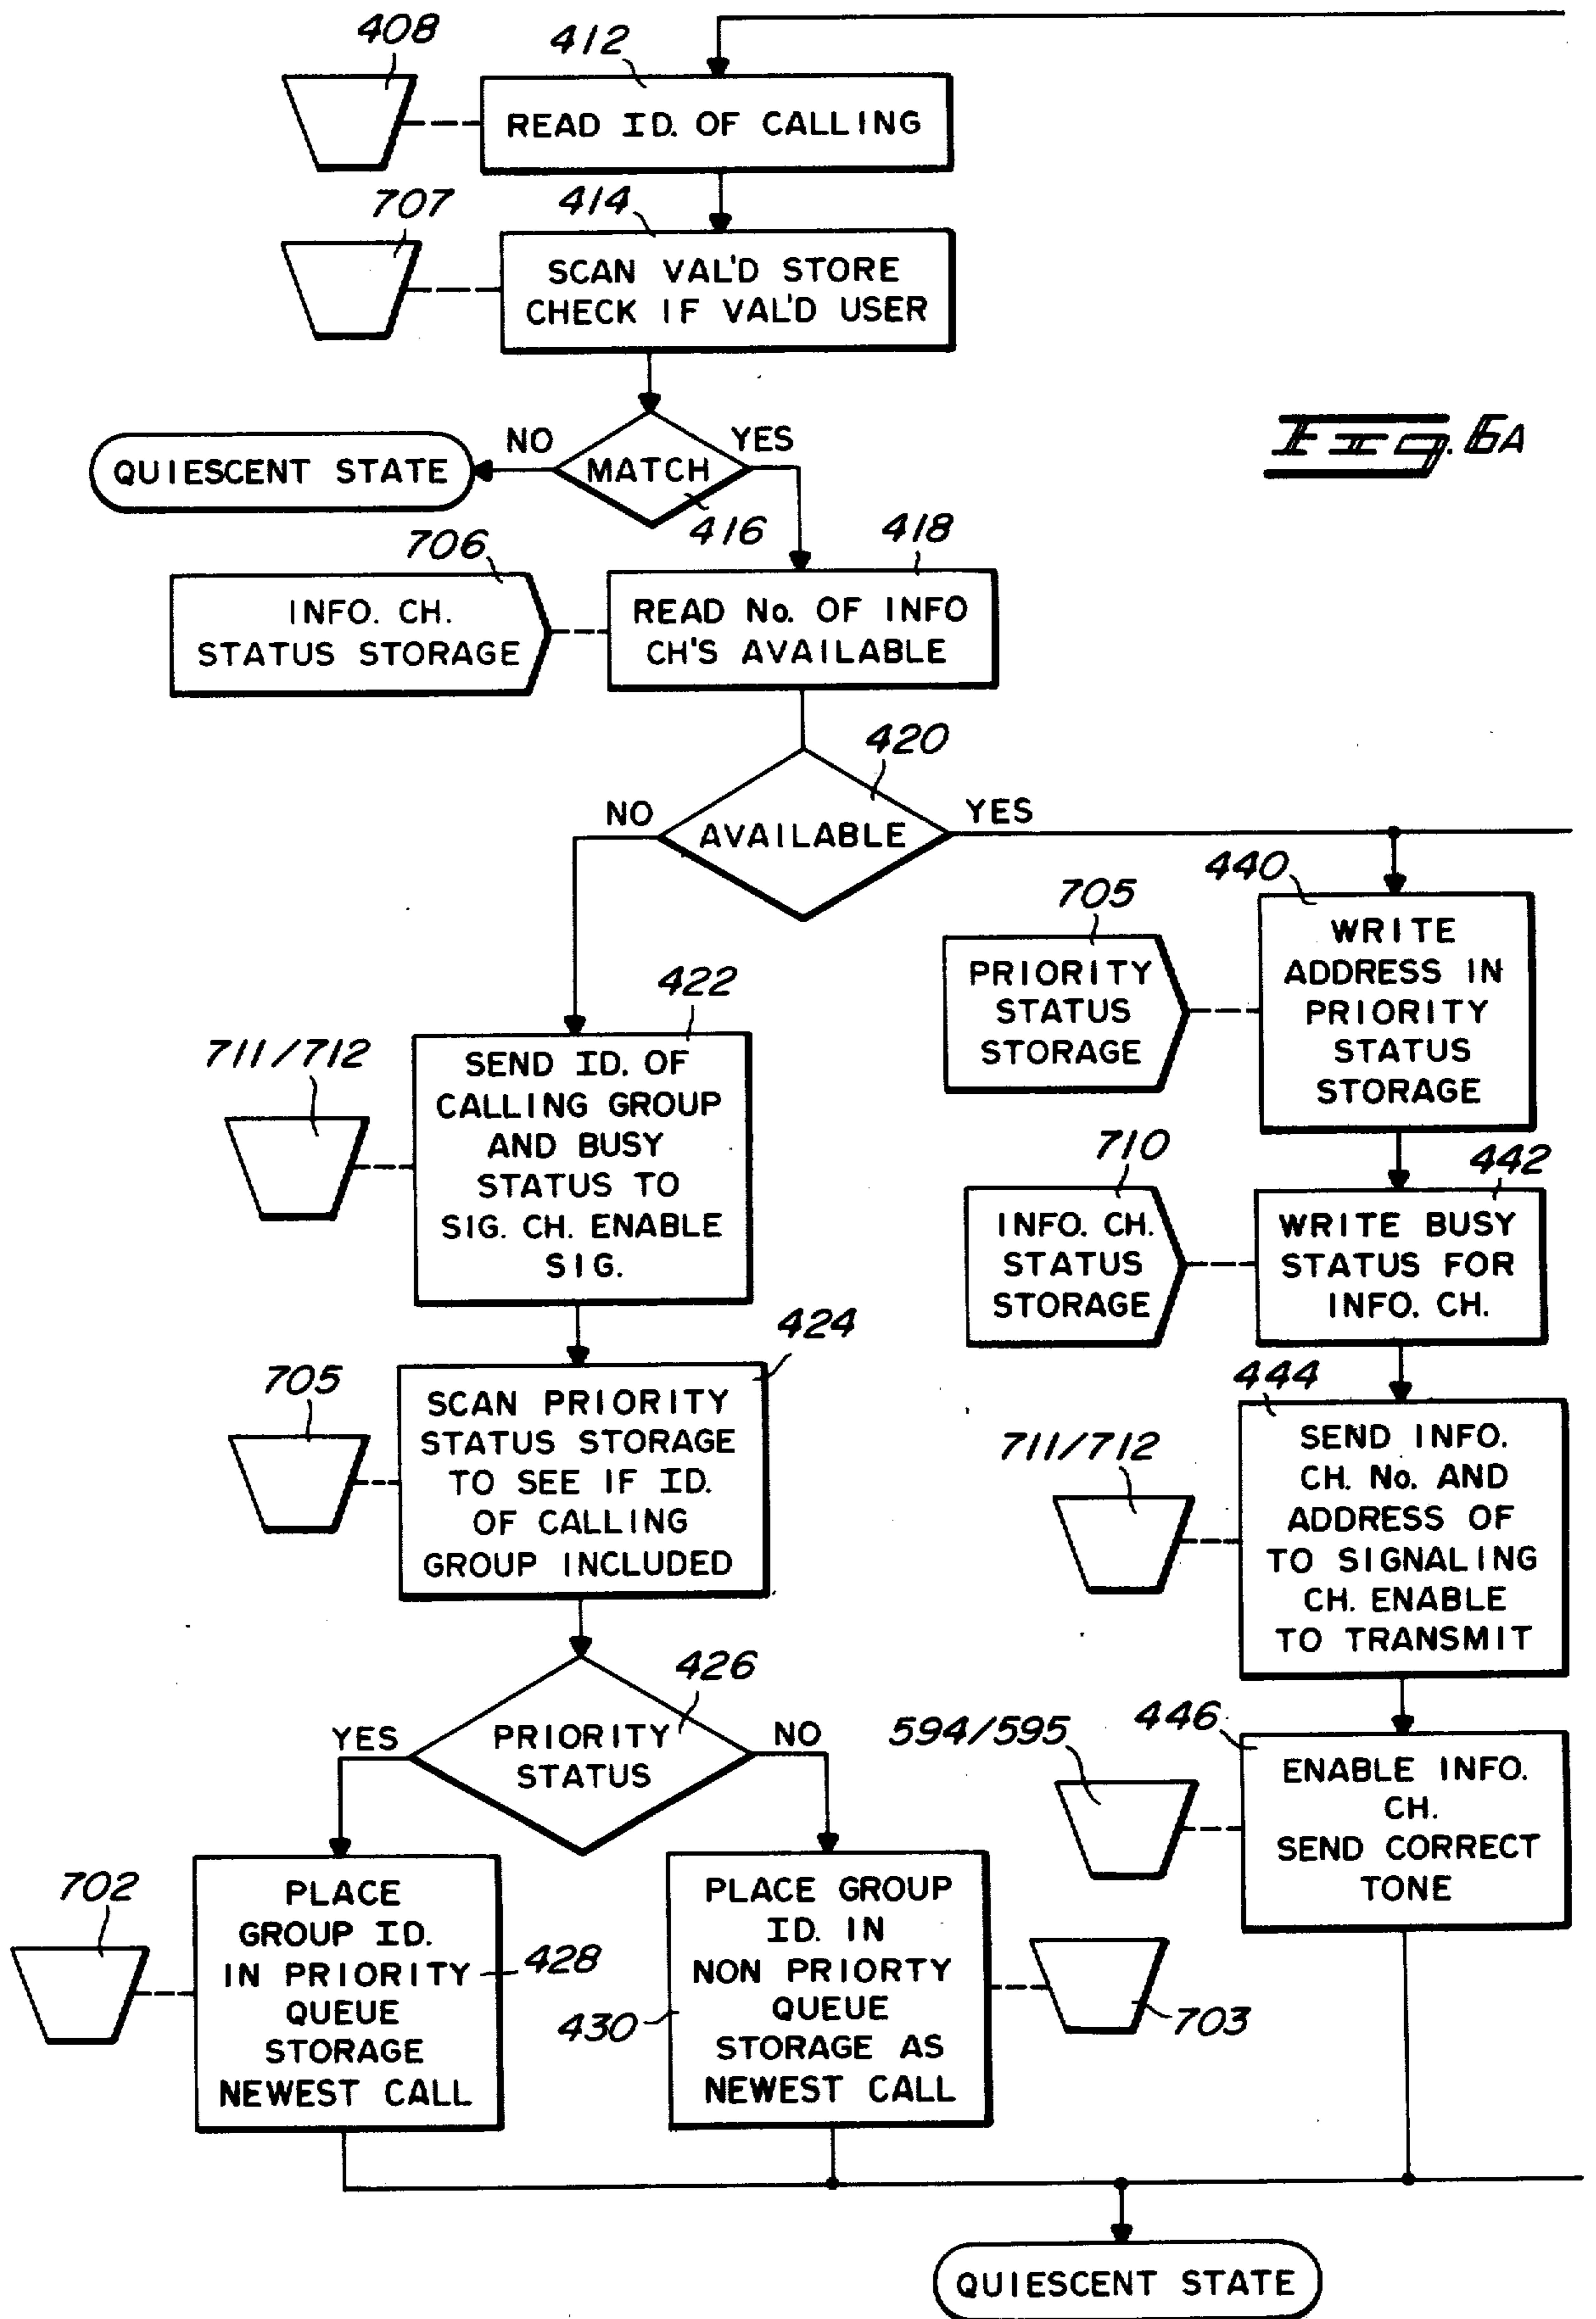 408
412
READ ID. OF CALLING
707
414
SCAN VAL'D STORE
CHECK IF VAL'D USER
Fig. 6A
NO
YES
QUIESCENT STATE
MATCH
416
706
418
INFO. CH.
STATUS STORAGE
READ No. OF INFO
CH'S AVAILABLE
420
NO
AVAILABLE
YES
440
705
PRIORITY
STATUS
STORAGE
WRITE
ADDRESS IN
PRIORITY
STATUS
STORAGE
422
711/712
SEND ID. OF
CALLING GROUP
AND BUSY
STATUS TO
SIG. CH. ENABLE
SIG.
710
442
INFO. CH.
STATUS
STORAGE
WRITE BUSY
STATUS FOR
INFO. CH.
424
705
SCAN PRIORITY
STATUS STORAGE
TO SEE IF ID.
OF CALLING
GROUP INCLUDED
444
711/712
SEND INFO.
CH. No. AND
ADDRESS OF
TO SIGNALING
CH. ENABLE
TO TRANSMIT
426
YES
PRIORITY
STATUS
NO
594/595
446
ENABLE INFO.
CH.
SEND CORRECT
TONE
702
PLACE
GROUP ID.
IN PRIORITY
QUEUE
STORAGE
NEWEST CALL
428
430
PLACE GROUP
ID. IN
NON PRIORTY
QUEUE
STORAGE AS
NEWEST CALL
703
QUIESCENT STATE